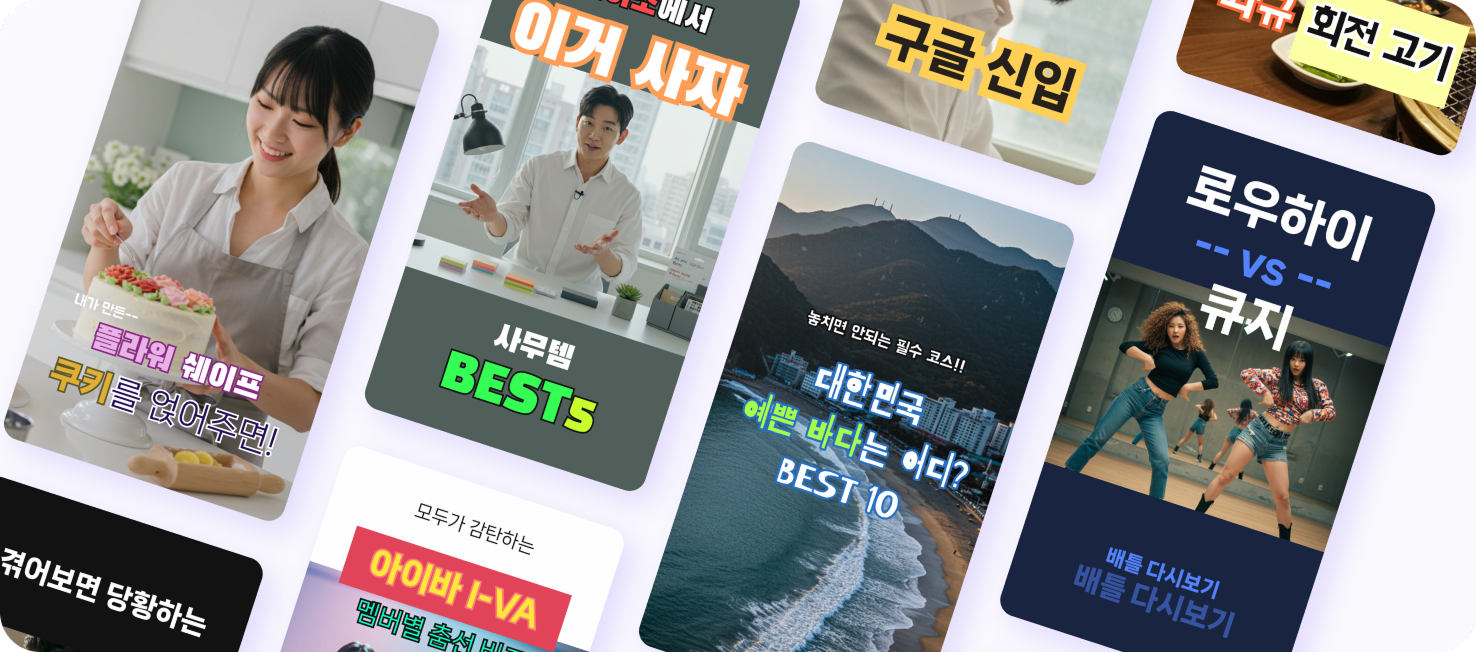 내가 만든~~
플라워 쉐이프
쿠키를 얹어주면!
에서
이거 사자
사무템
BEST5
구글 신입
회전 고기
놓치면 안되는 필수 코스!!
대한민국
예쁜 바다는 어디?
BEST 10
로우하이
-- vs --
큐지
배틀 다시보기
배틀 다시보기
겪어보면 당황하는
모두가 감탄하는
아이바 I-VA
멤버별 춤선